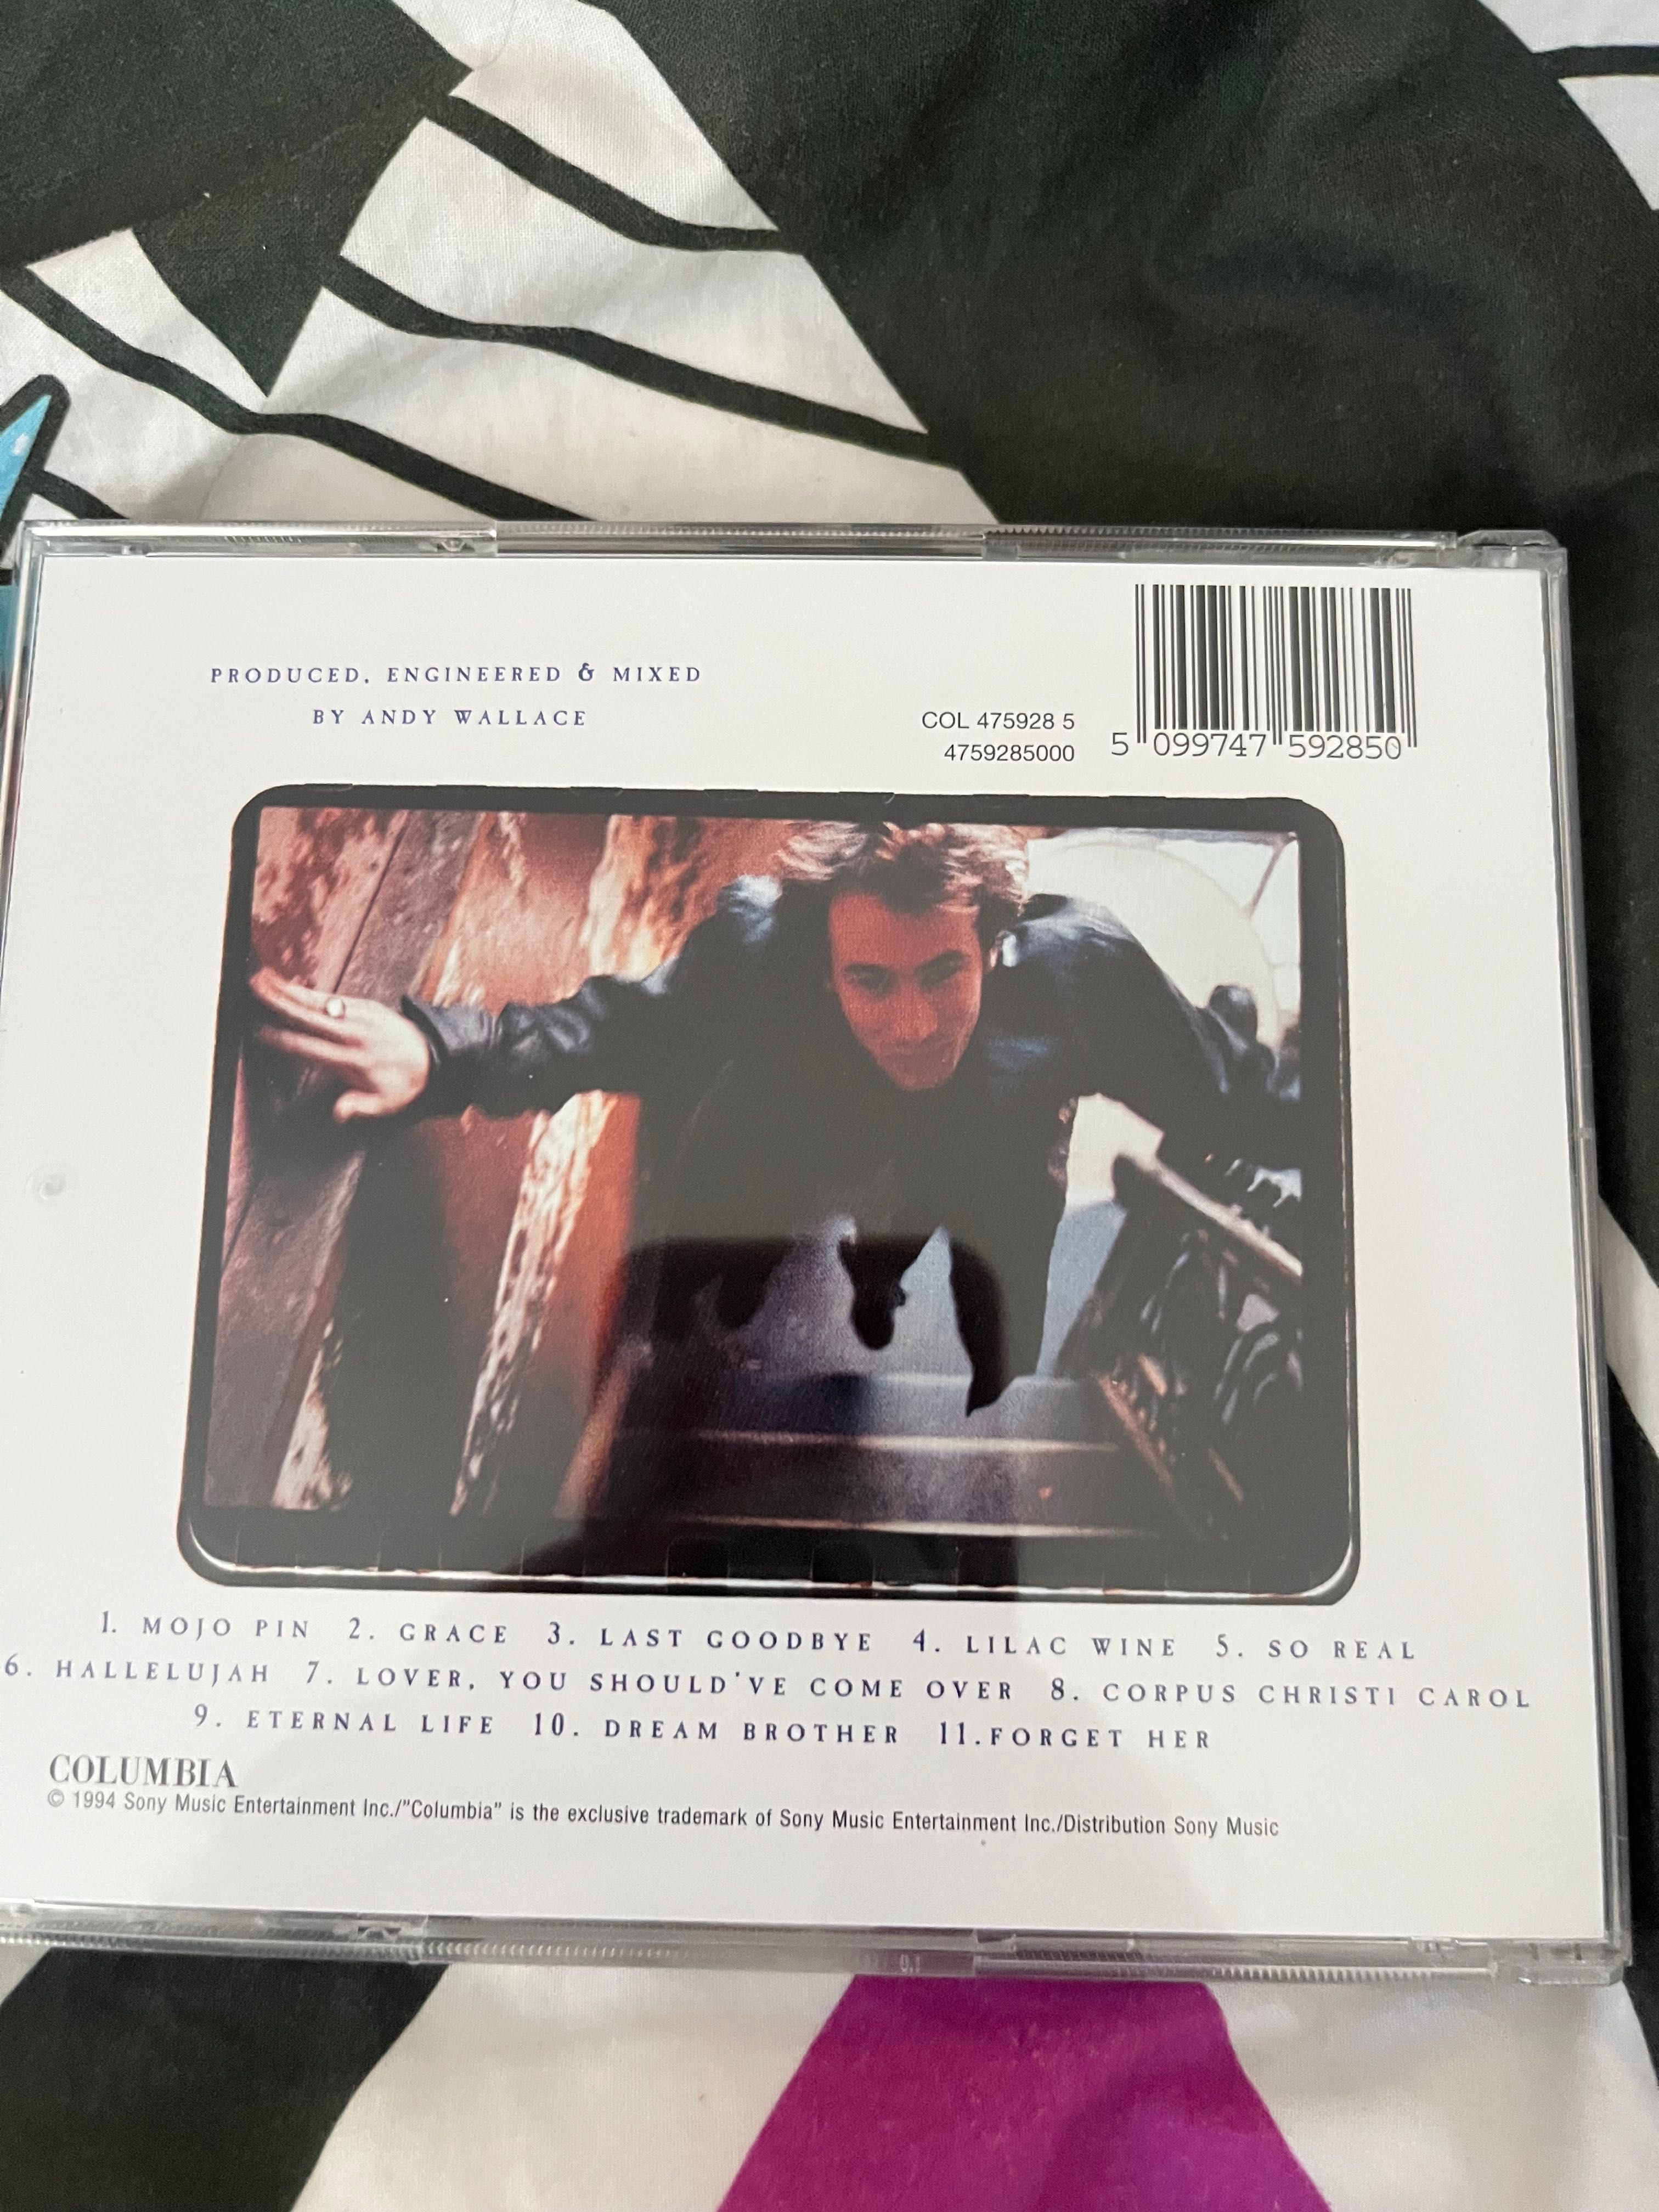 PRODUCED, ENGINEERED & MIXED
BY ANDY WALLACE
COL 475928 5
4759285000
5 099747 592850
1. MOJO PIN 2. GRACE 3. LAST GOODBYE 4. LILAC WINE 5. SO REAL
6. HALLELUJAH 7. LOVER, YOU SHOULD'VE COME OVER 8. CORPUS CHRISTI CAROL
9. ETERNAL LIFE 10. DREAM BROTHER 11.FORGET HER
COLUMBIA
© 1994 Sony Music Entertainment Inc./"Columbia" is the exclusive trademark of Sony Music Entertainment Inc./Distribution Sony Music